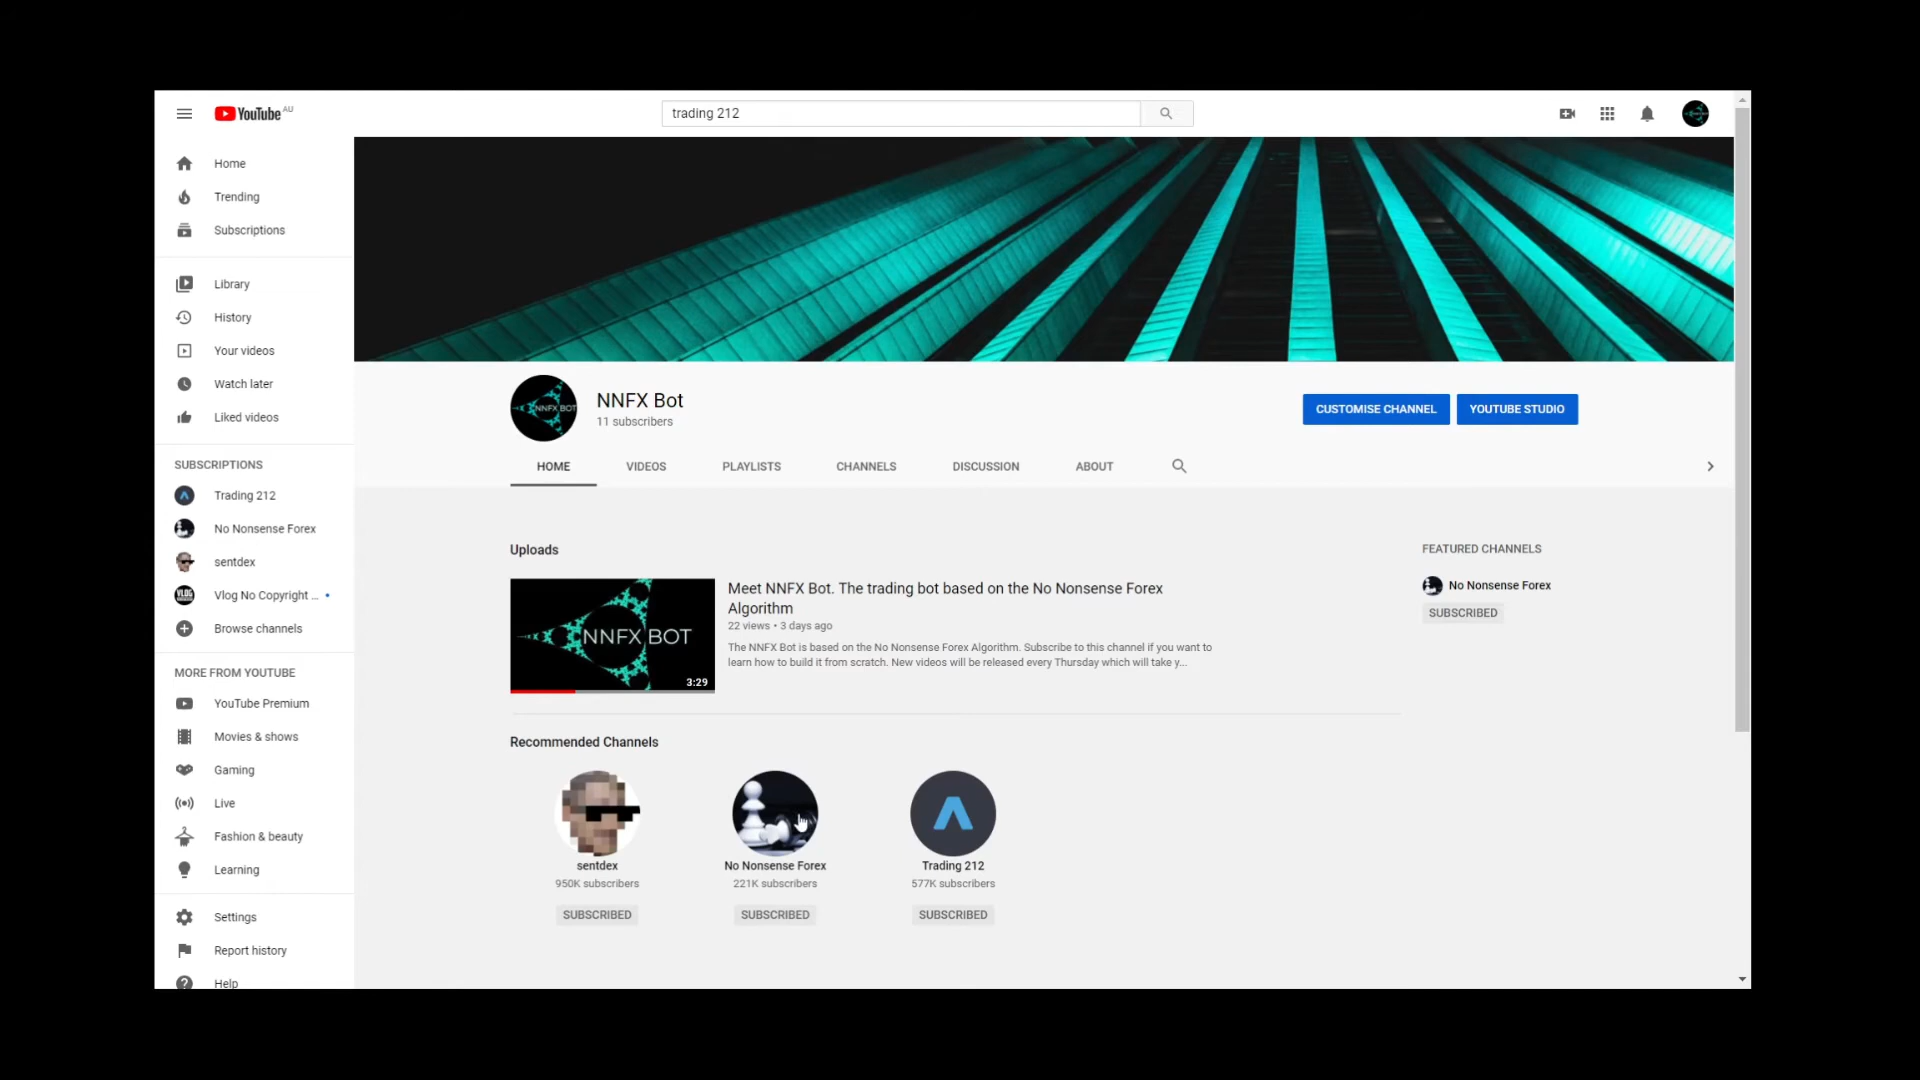 YouTube AU
trading 212
Home
Trending
Subscriptions
Library
History
Your videos
Watch later
Liked videos
SUBSCRIPTIONS
Trading 212
No Nonsense Forex
sentdex
Vlog No Copyright ...
Browse channels
MORE FROM YOUTUBE
YouTube Premium
Movies & shows
Gaming
Live
Fashion & beauty
Learning
Settings
Report history
Help
NNFX BOT
NNFX Bot
11 subscribers
CUSTOMISE CHANNEL
YOUTUBE STUDIO
HOME
VIDEOS
PLAYLISTS
CHANNELS
DISCUSSION
ABOUT
Uploads
NNFX BOT
3:29
Meet NNFX Bot. The trading bot based on the No Nonsense Forex
Algorithm
22 views • 3 days ago
The NNFX Bot is based on the No Nonsense Forex Algorithm. Subscribe to this channel if you want to
learn how to build it from scratch. New videos will be released every Thursday which will take y...
FEATURED CHANNELS
No Nonsense Forex
SUBSCRIBED
Recommended Channels
sentdex
950K subscribers
SUBSCRIBED
No Nonsense Forex
221K subscribers
SUBSCRIBED
Trading 212
577K subscribers
SUBSCRIBED